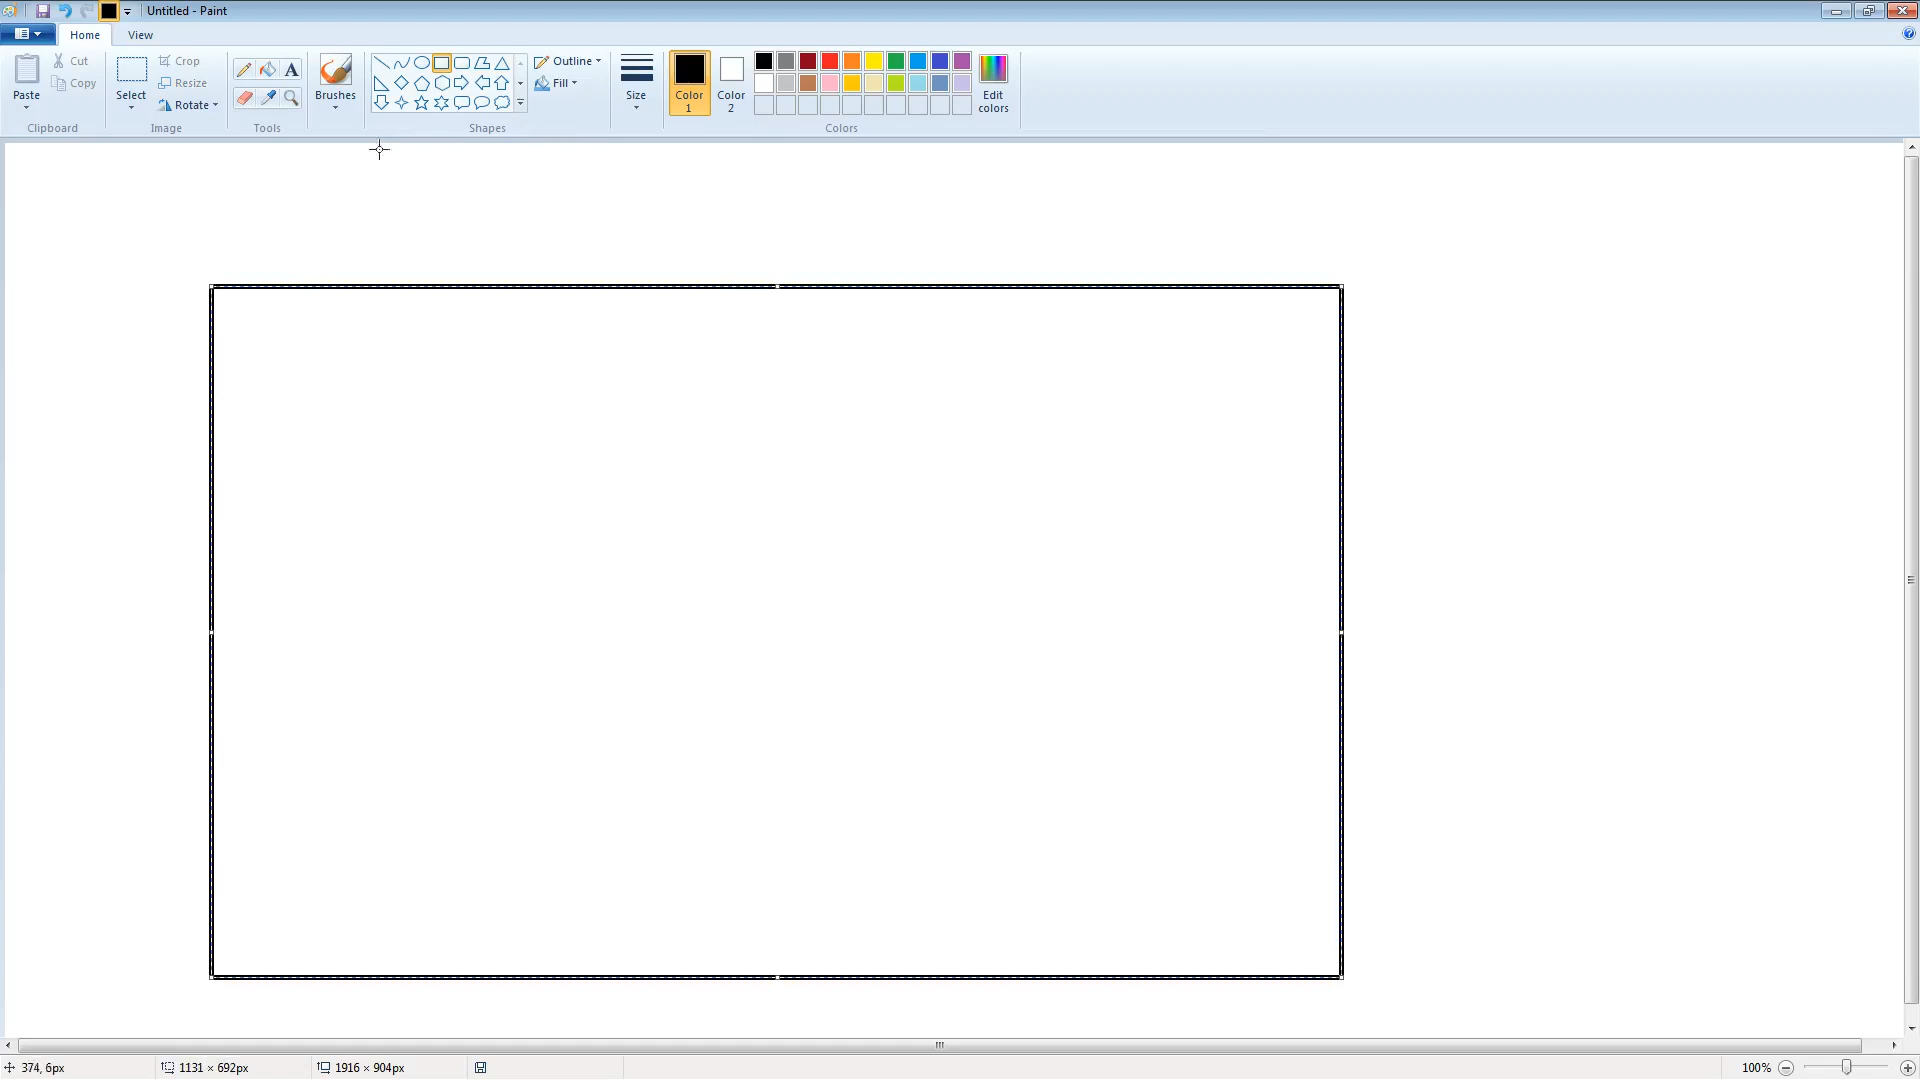 Untitled - Paint
Home View
Paste
Cut
Copy
Clipboard
Select
Crop
Resize
Rotate
Image
A
Tools
Brushes
Shapes
Outline
Fill
Size
Color 1
Color 2
Edit colors
Colors
374, 6px
1131 × 692px
1916 × 904px
100%